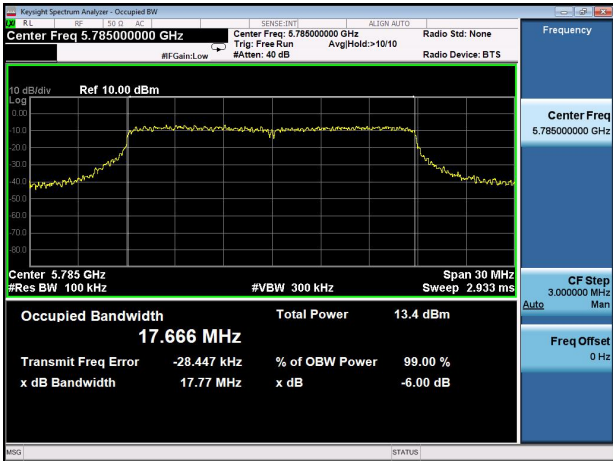 Keysight Spectrum Analyzer - Occupied BW
RL RF 50 Ω AC SENSE:INT ALIGN AUTO
Center Freq 5.785000000 GHz
Center Freq: 5.785000000 GHz Radio Std: None
Trig: Free Run Avg|Hold:>10/10
#IFGain:Low #Atten: 40 dB Radio Device: BTS
10 dB/div Ref 10.00 dBm
Log
0.00
-10.0
-20.0
-30.0
-40.0
-50.0
-60.0
-70.0
-80.0
Center 5.785 GHz Span 30 MHz
#Res BW 100 kHz #VBW 300 kHz Sweep 2.933 ms
Occupied Bandwidth Total Power 13.4 dBm
17.666 MHz
Transmit Freq Error -28.447 kHz % of OBW Power 99.00 %
x dB Bandwidth 17.77 MHz x dB -6.00 dB
MSG STATUS
Frequency
Center Freq
5.785000000 GHz
CF Step
3.000000 MHz
Auto Man
Freq Offset
0 Hz